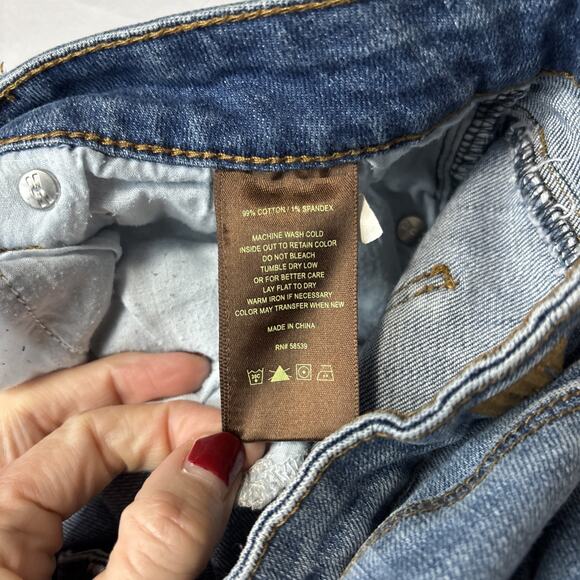 99% COTTON / 1% SPANDEX
MACHINE WASH COLD
INSIDE OUT TO RETAIN COLOR
DO NOT BLEACH
TUMBLE DRY LOW
OR FOR BETTER CARE
LAY FLAT TO DRY
WARM IRON IF NECESSARY
COLOR MAY TRANSFER WHEN NEW
MADE IN CHINA
RN# 58539